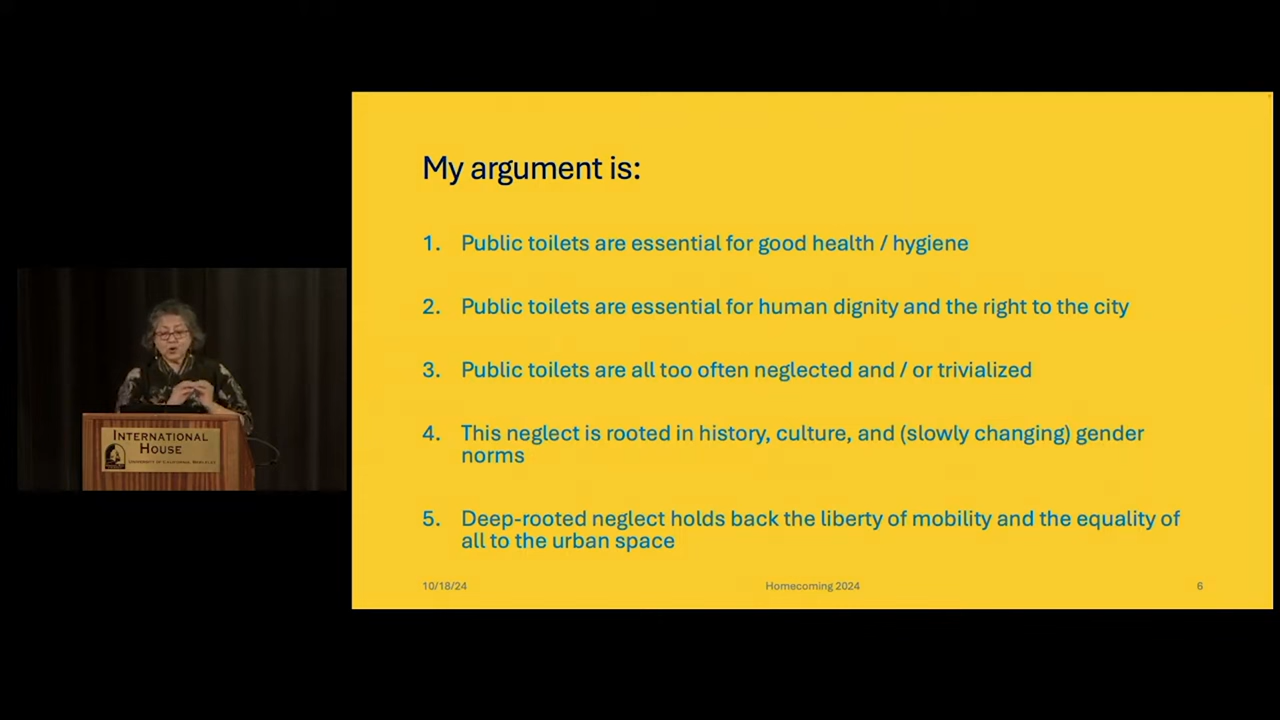 My argument is:
1. Public toilets are essential for good health / hygiene
2. Public toilets are essential for human dignity and the right to the city
3. Public toilets are all too often neglected and / or trivialized
4. This neglect is rooted in history, culture, and (slowly changing) gender
norms
5. Deep-rooted neglect holds back the liberty of mobility and the equality of
all to the urban space
10/18/24 Homecoming 2024 6
INTERNATIONAL
HOUSE
UNIVERSITY OF CALIFORNIA BERKELEY